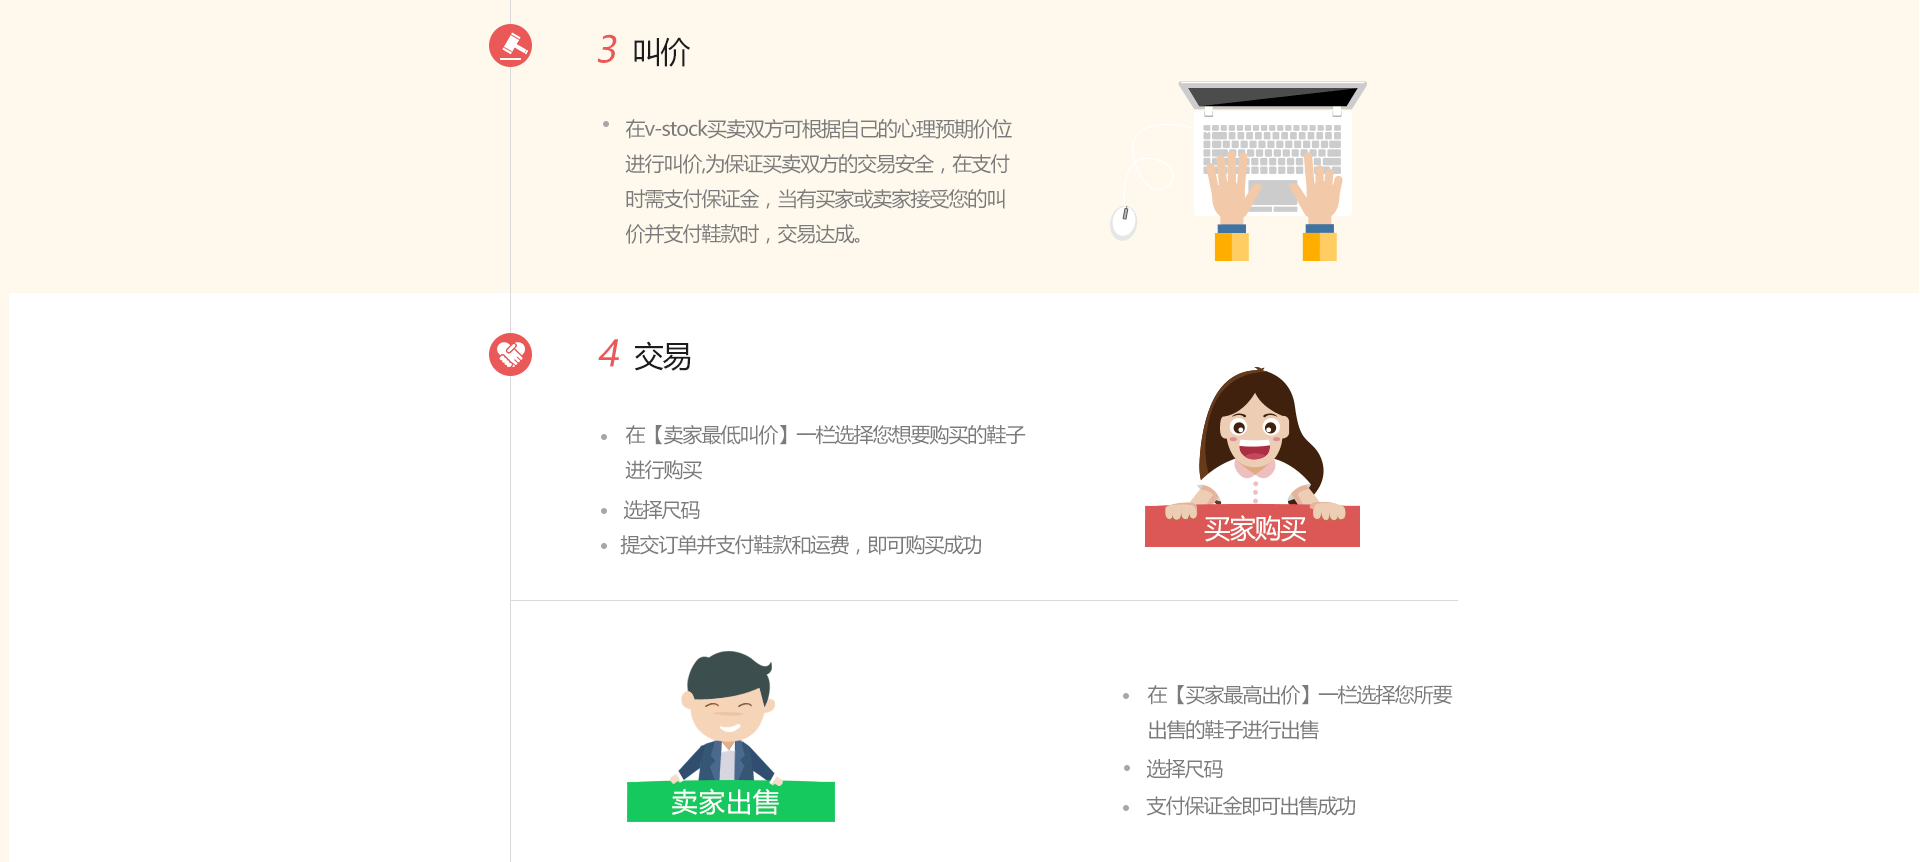 3 叫价
在v-stock买卖双方可根据自己的心理预期价位
进行叫价,为保证买卖双方的交易安全，在支付
时需支付保证金，当有买家或卖家接受您的叫
价并支付鞋款时，交易达成。
4 交易
在【卖家最低叫价】一栏选择您想要购买的鞋子
进行购买
选择尺码
提交订单并支付鞋款和运费，即可购买成功
买家购买
在【买家最高出价】一栏选择您所要
出售的鞋子进行出售
选择尺码
支付保证金即可出售成功
卖家出售